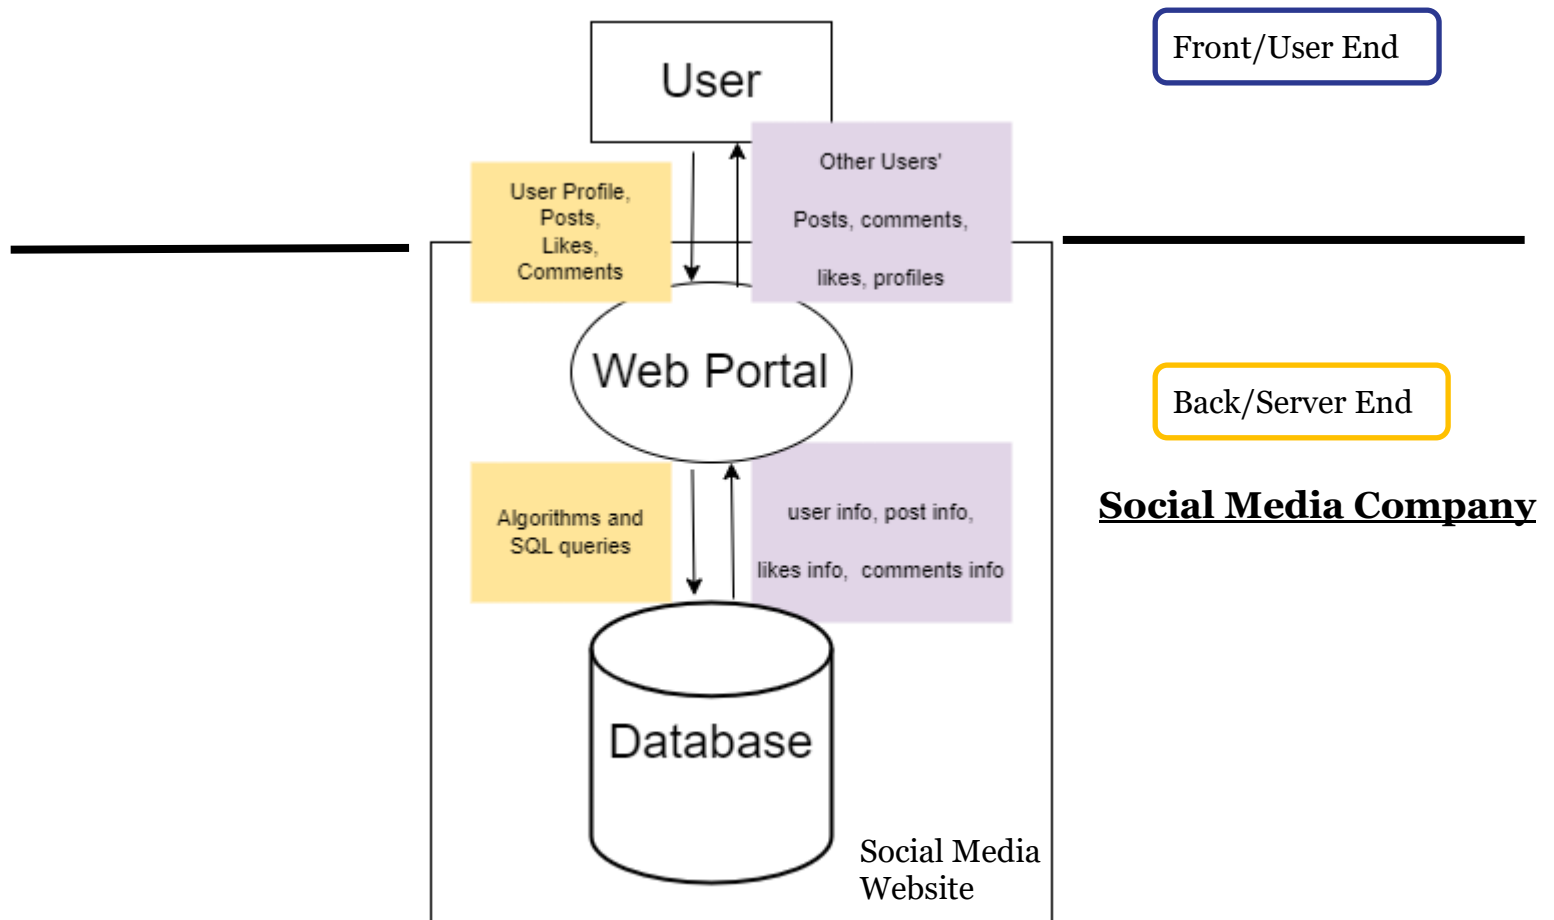 Front/User End
User
User Profile,
Posts,
Likes,
Comments
Other Users'
Posts, comments,
likes, profiles
Web Portal
Back/Server End
Algorithms and
SQL queries
user info, post info,
likes info, comments info
Social Media Company
Database
Social Media
Website